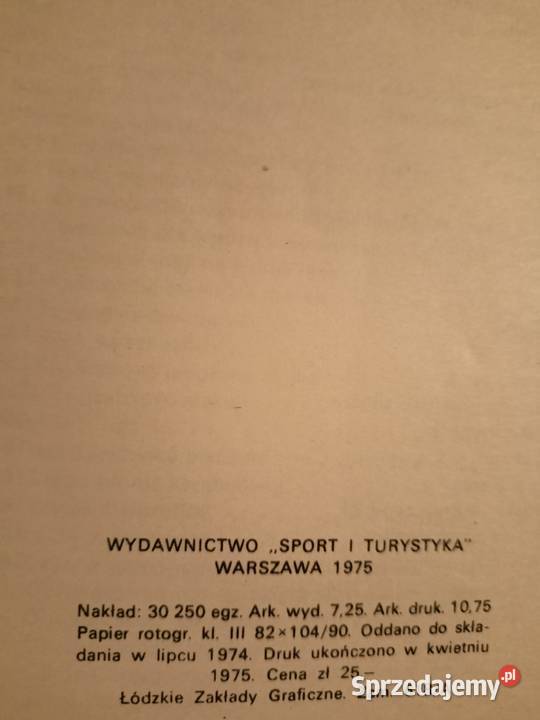 WYDAWNICTWO „SPORT I TURYSTYKA"
WARSZAWA 1975
Nakład: 30 250 egz. Ark. wyd. 7,25. Ark. druk. 10,75
Papier rotogr. kl. III 82×104/90. Oddano do skła-
dania w lipcu 1974. Druk ukończono w kwietniu
1975. Cena zł 25—
Łódzkie Zakłady Graficzne.
Sprzedajemy.pl